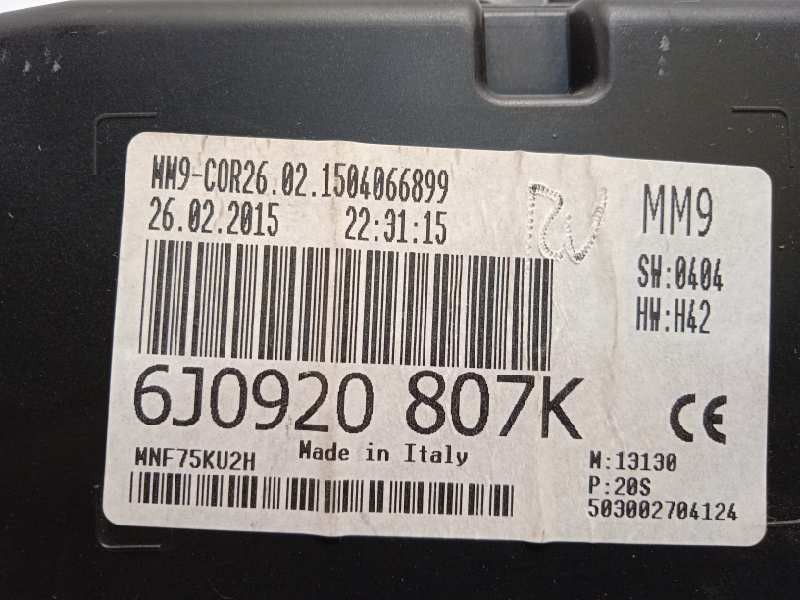 MM9-COR26.02.1504066899
26.02.2015 22:31:15
MM9
SW:0404
HW:H42
6J0920 807K
CE
MNF75KU2H Made in Italy
M:13130
P:20S
503002704124